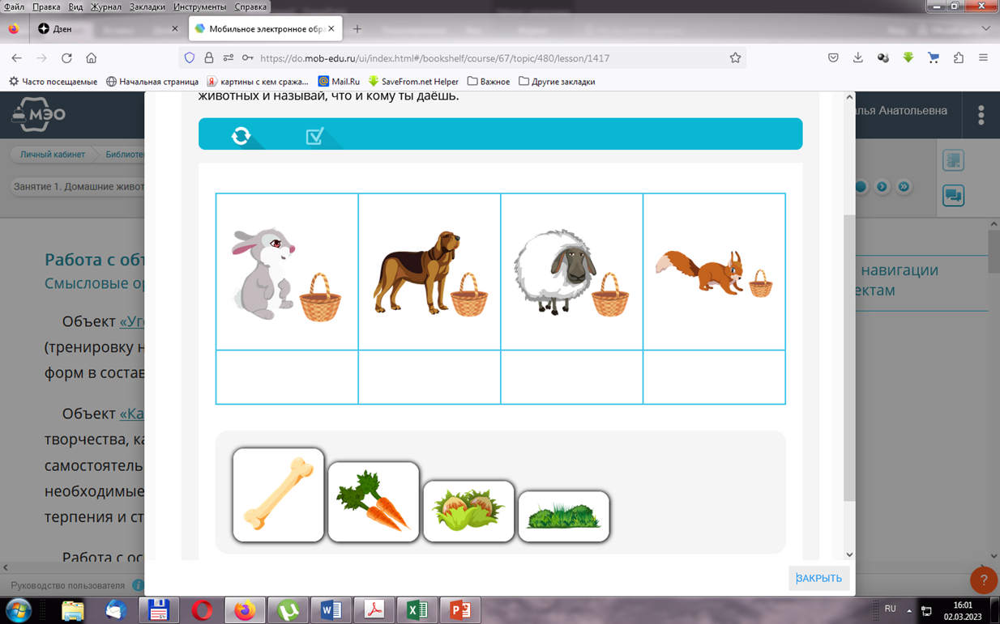 Файл Правка Вид Журнал Закладки Инструменты Справка
Дзен
Мобильное электронное обра
https://do.mob-edu.ru/ui/index.html#/bookshelf/course/67/topic/480/lesson/1417
Часто посещаемые Начальная страница картины с кем сража... Mail.Ru SaveFrom.net Helper Важное Другие закладки
животных и называй, что и кому ты даёшь.
МЭО
лья Анатольевна
Личный кабинет Библиоте
Занятие 1. Домашние живот
Работа с объ
навигации
Смысловые ор
ектам
Объект «Уго
(тренировку н
форм в состав
Объект «Ка
творчества, ка
самостоятель
необходимые
терпения и ст
Работа с ос
ЗАКРЫТЬ
Руководство пользователя
RU
16:01
02.03.2023